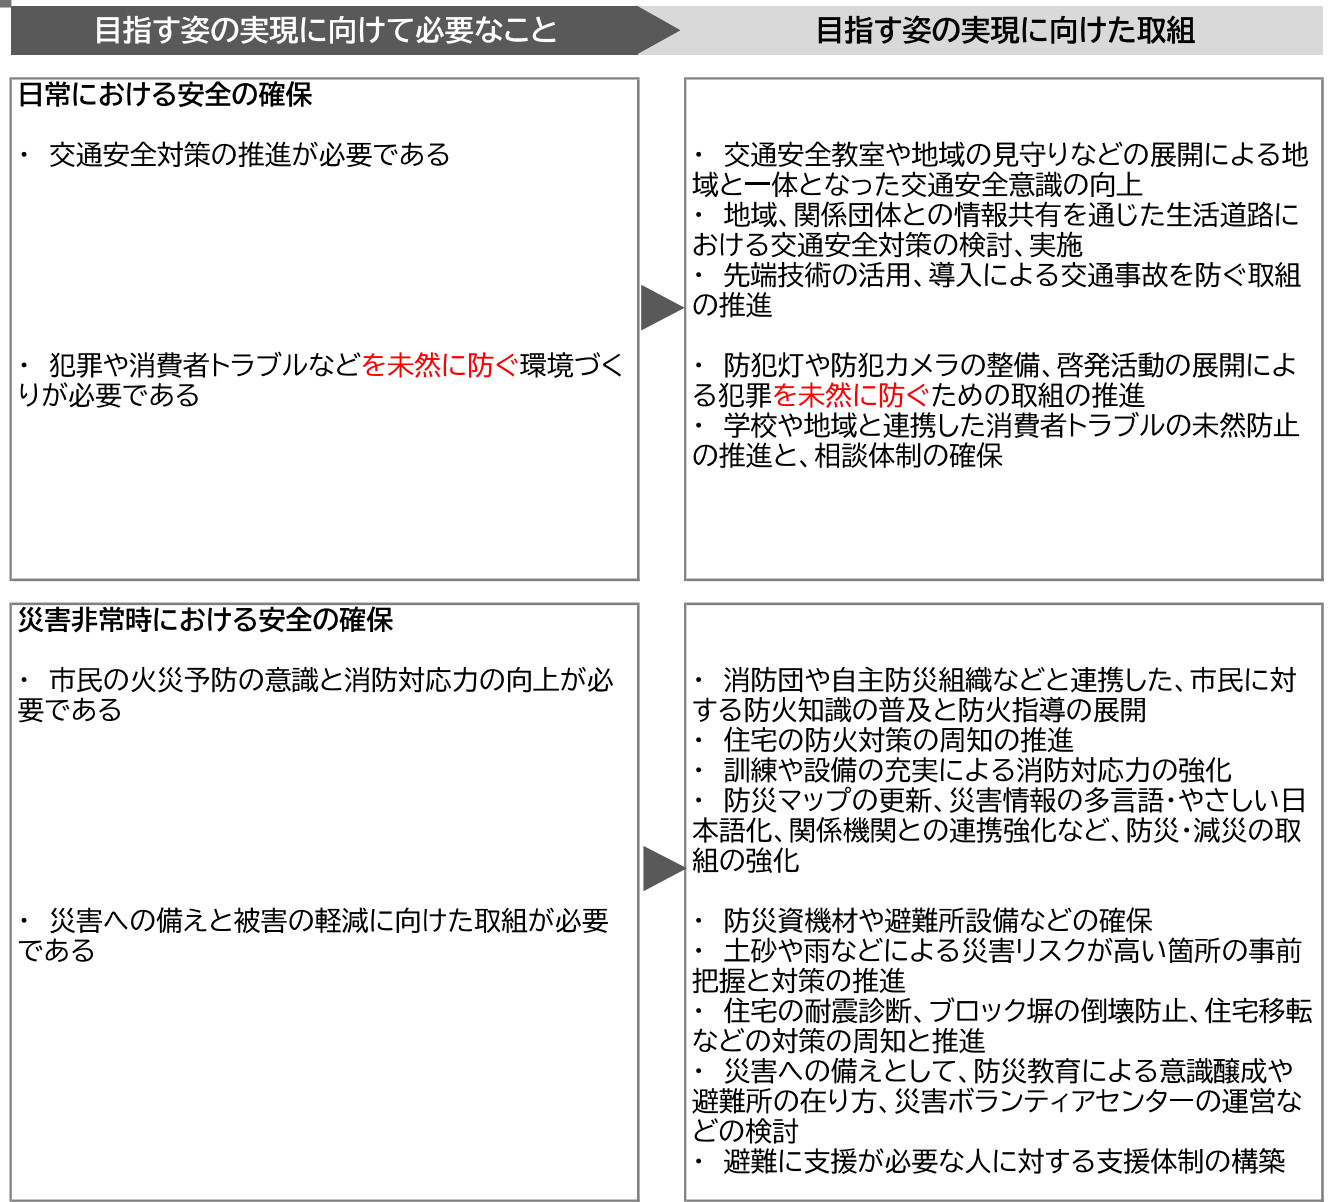 目指す姿の実現に向けて必要なこと
目指す姿の実現に向けた取組
日常における安全の確保
・ 交通安全対策の推進が必要である
・ 犯罪や消費者トラブルなどを未然に防ぐ環境づく
りが必要である
・ 交通安全教室や地域の見守りなどの展開による地
域と一体となった交通安全意識の向上
・ 地域、関係団体との情報共有を通じた生活道路に
おける交通安全対策の検討、実施
・ 先端技術の活用、導入による交通事故を防ぐ取組
の推進
・ 防犯灯や防犯カメラの整備、啓発活動の展開によ
る犯罪を未然に防ぐための取組の推進
・ 学校や地域と連携した消費者トラブルの未然防止
の推進と、相談体制の確保
災害非常時における安全の確保
・ 市民の火災予防の意識と消防対応力の向上が必
要である
・ 災害への備えと被害の軽減に向けた取組が必要
である
・ 消防団や自主防災組織などと連携した、市民に対
する防火知識の普及と防火指導の展開
・ 住宅の防火対策の周知の推進
・ 訓練や設備の充実による消防対応力の強化
・ 防災マップの更新、災害情報の多言語・やさしい日
本語化、関係機関との連携強化など、防災・減災の取
組の強化
・ 防災資機材や避難所設備などの確保
・ 土砂や雨などによる災害リスクが高い箇所の事前
把握と対策の推進
・ 住宅の耐震診断、ブロック塀の倒壊防止、住宅移転
などの対策の周知と推進
・ 災害への備えとして、防災教育による意識醸成や
避難所の在り方、災害ボランティアセンターの運営な
どの検討
・ 避難に支援が必要な人に対する支援体制の構築